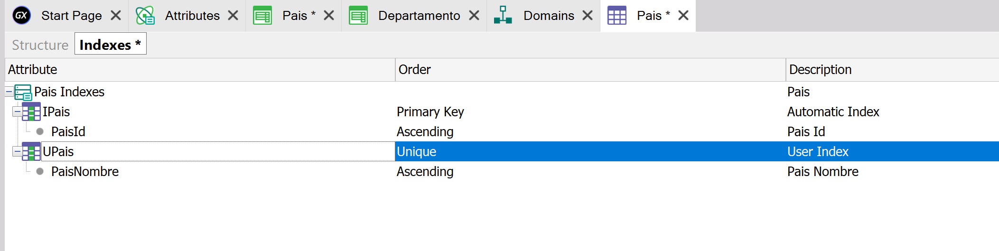 GX Start Page Attributes Pais * Departamento Domains Pais *
Structure Indexes *
Attribute Order Description
Pais Indexes Pais
IPais Primary Key Automatic Index
PaisId Ascending Pais Id
UPais Unique User Index
PaisNombre Ascending Pais Nombre